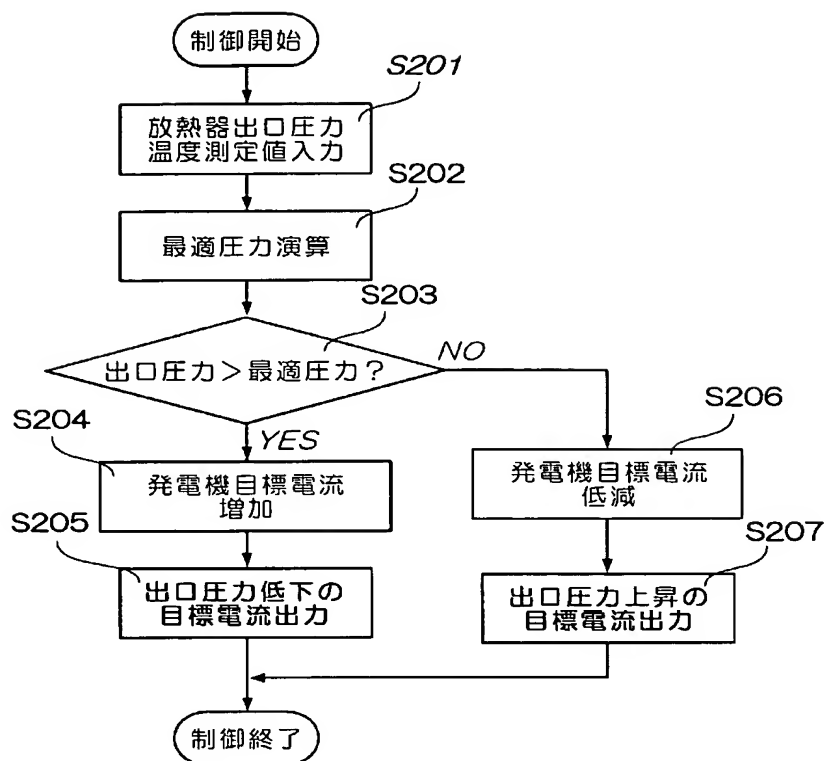 制御開始
S201
放熱器出口圧力
温度測定値入力
S202
最適圧力演算
S203
出口圧力＞最適圧力？
NO
YES
S204
発電機目標電流
増加
S205
出口圧力低下の
目標電流出力
S206
発電機目標電流
低減
S207
出口圧力上昇の
目標電流出力
制御終了